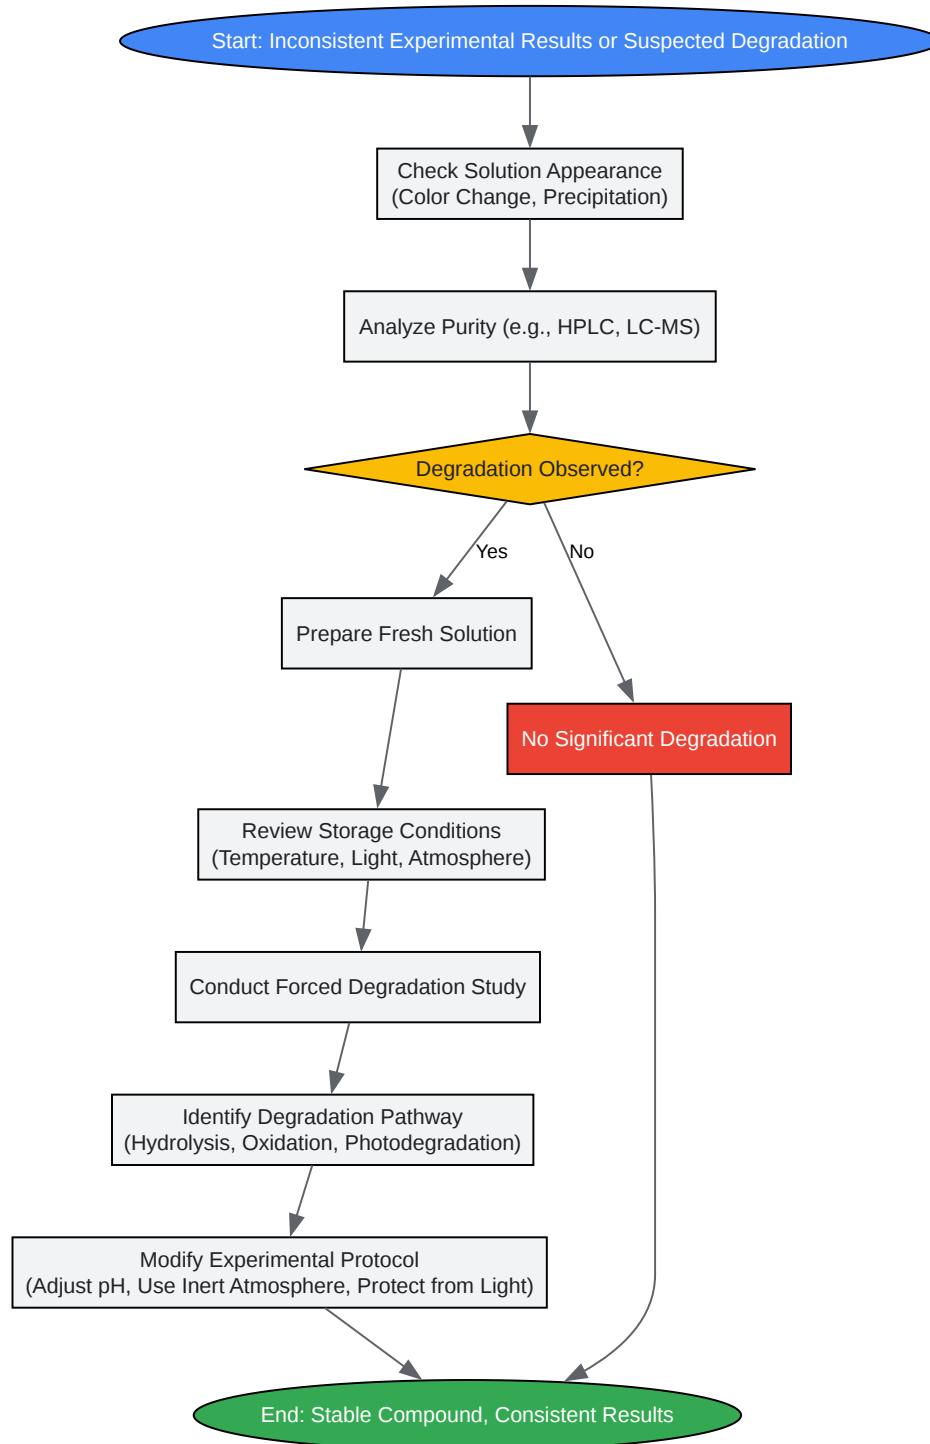 Start: Inconsistent Experimental Results or Suspected Degradation
Check Solution Appearance
(Color Change, Precipitation)
Analyze Purity (e.g., HPLC, LC-MS)
Degradation Observed?
Yes
No
Prepare Fresh Solution
No Significant Degradation
Review Storage Conditions
(Temperature, Light, Atmosphere)
Conduct Forced Degradation Study
Identify Degradation Pathway
(Hydrolysis, Oxidation, Photodegradation)
Modify Experimental Protocol
(Adjust pH, Use Inert Atmosphere, Protect from Light)
End: Stable Compound, Consistent Results